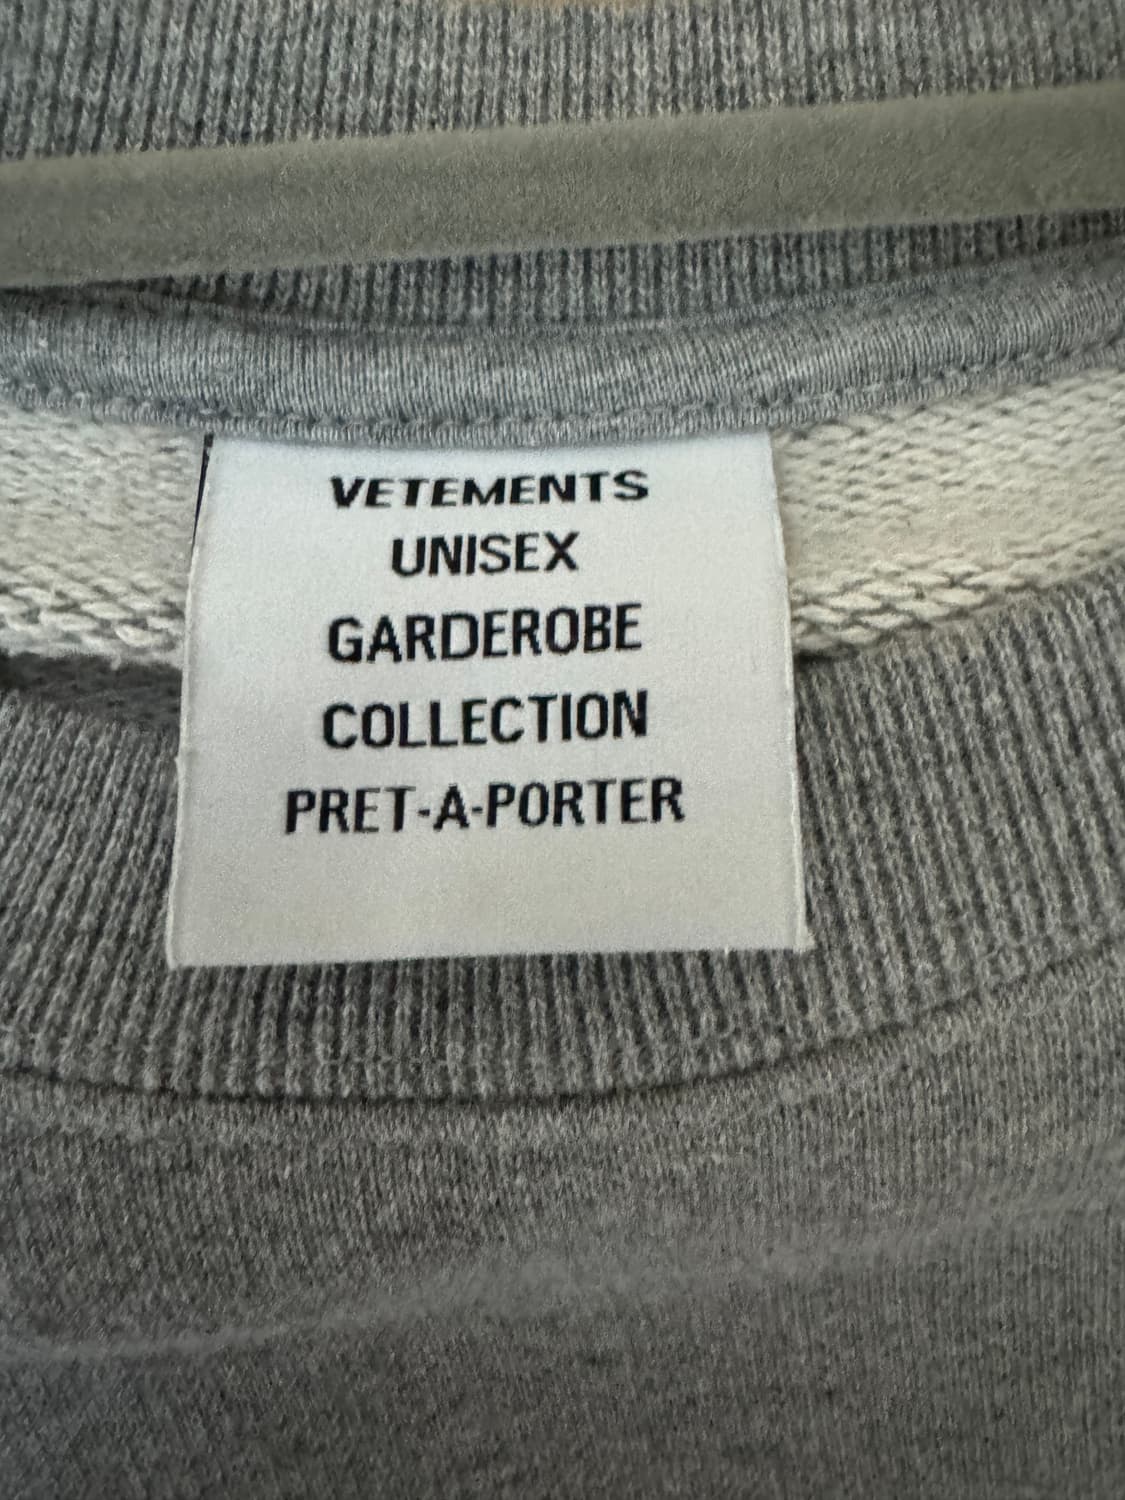 VETEMENTS
UNISEX
GARDEROBE
COLLECTION
PRET-A-PORTER